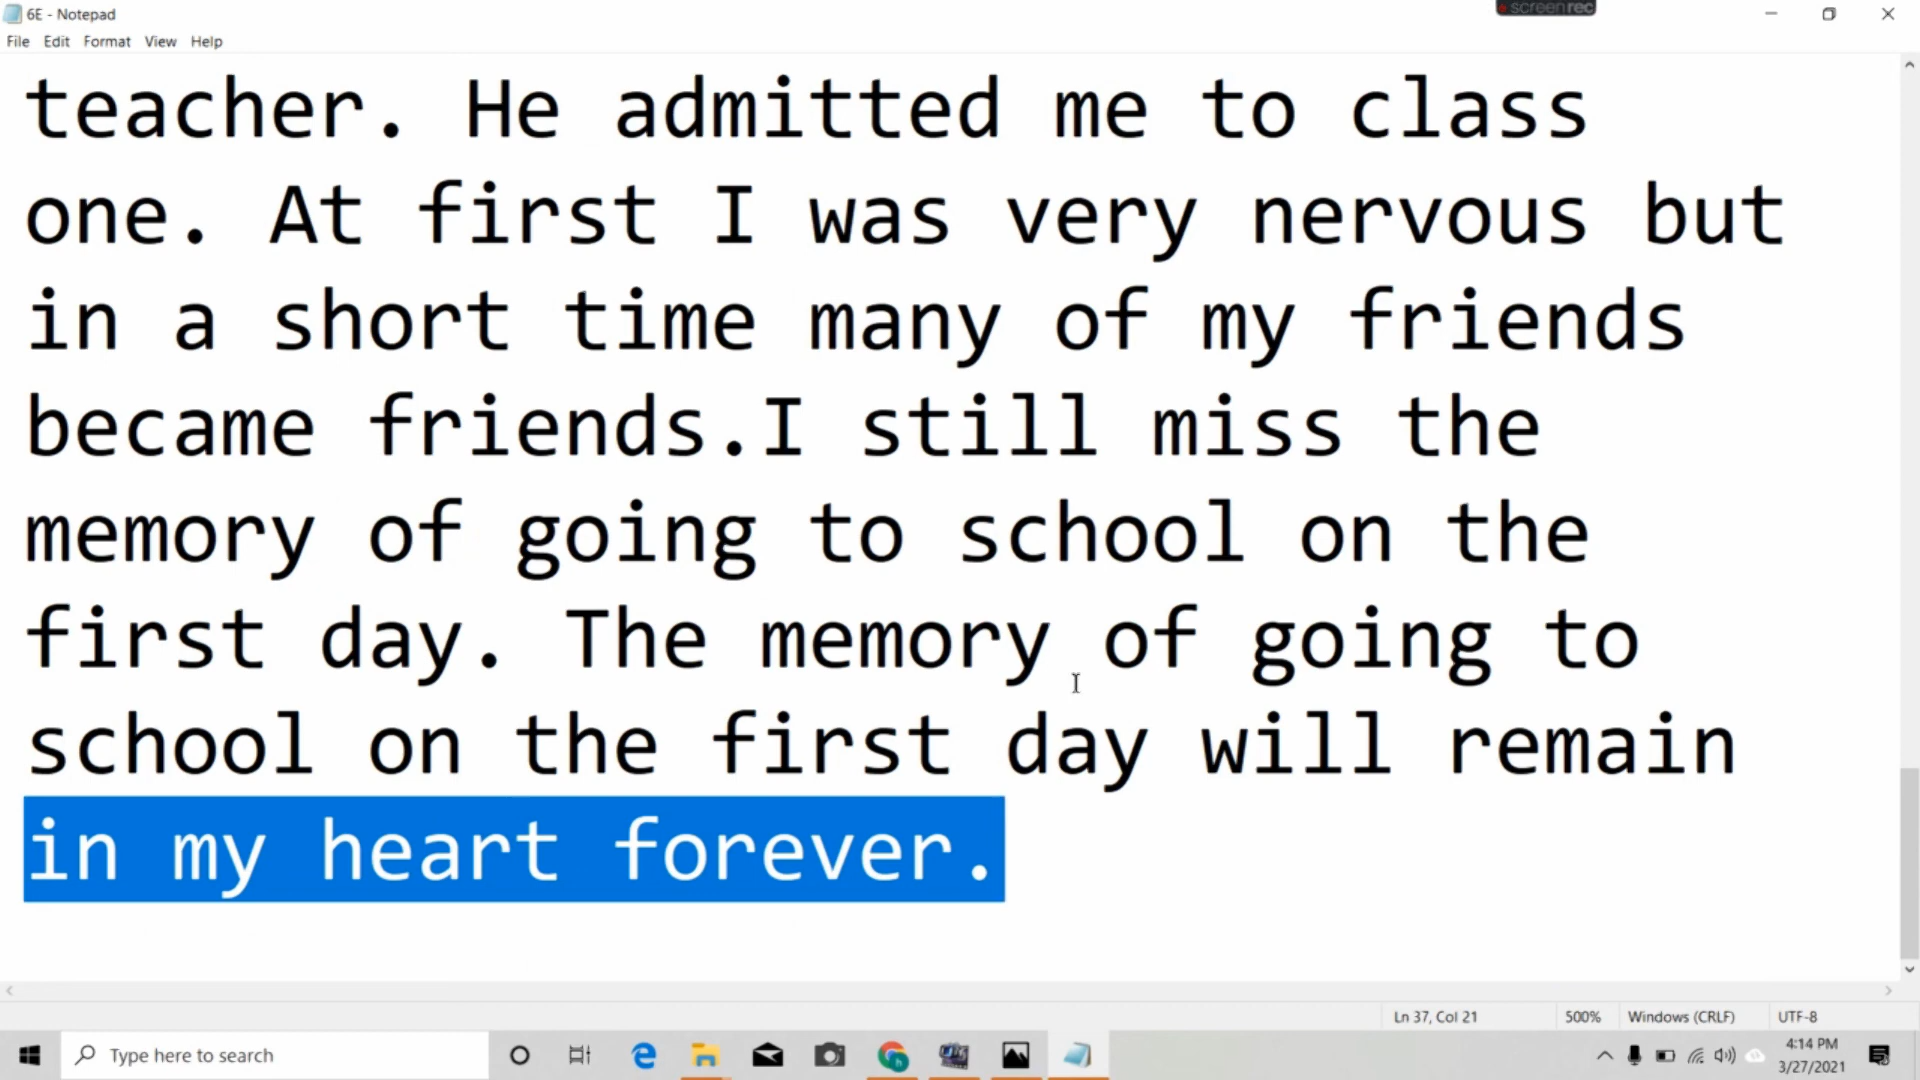 6E - Notepad
screenrec
File Edit Format View Help
teacher. He admitted me to class
one. At first I was very nervous but
in a short time many of my friends
became friends.I still miss the
memory of going to school on the
first day. The memory of going to
school on the first day will remain
in my heart forever.
Ln 37, Col 21 500% Windows (CRLF) UTF-8
Type here to search
4:14 PM
3/27/2021